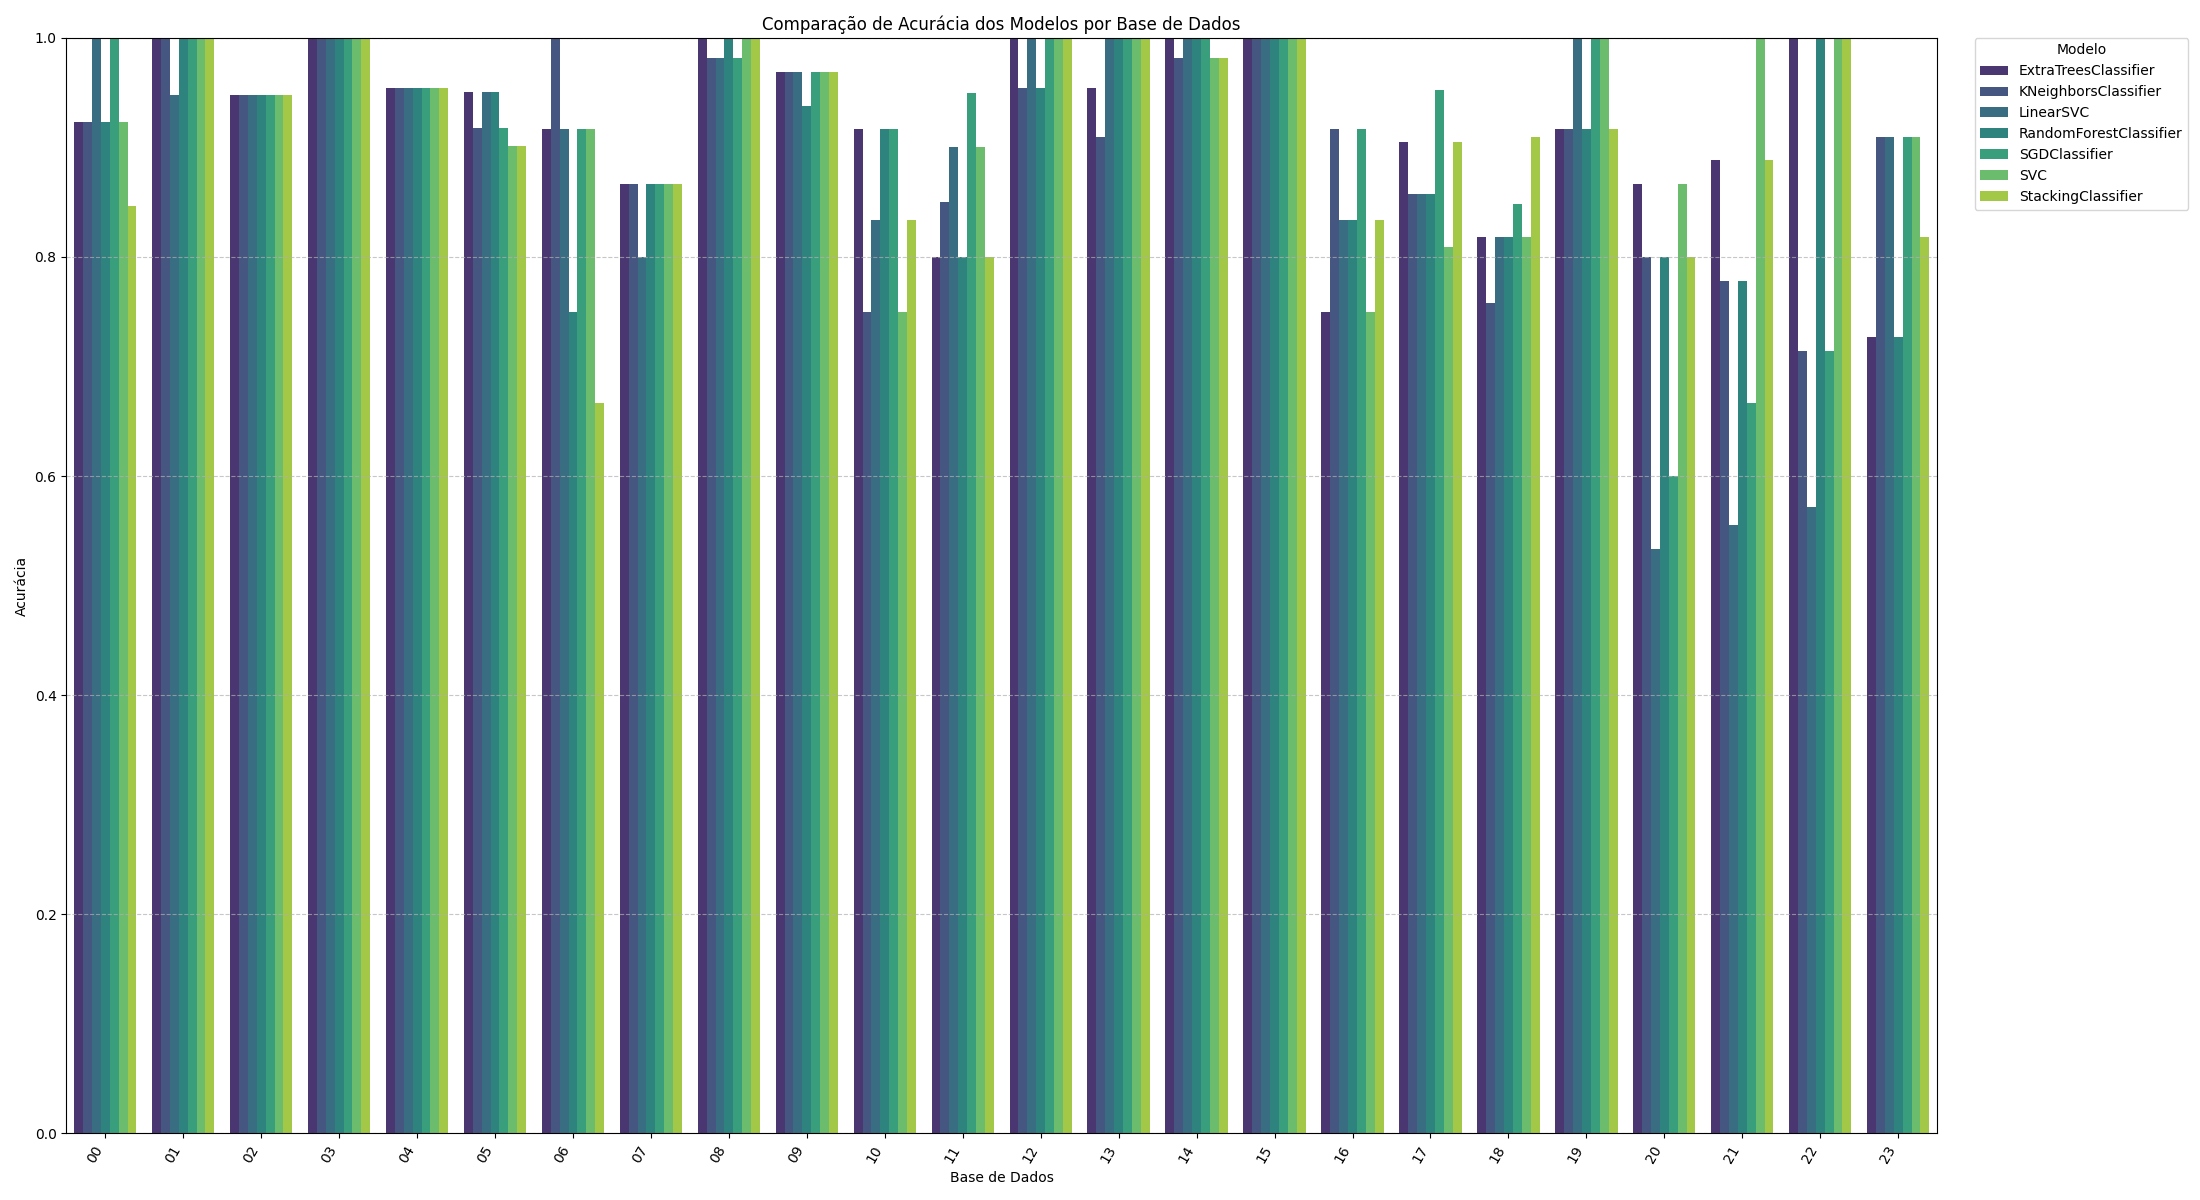 Comparação de Acurácia dos Modelos por Base de Dados
Modelo
ExtraTreesClassifier
KNeighborsClassifier
LinearSVC
RandomForestClassifier
SGDClassifier
SVC
StackingClassifier
Acurácia
1.0
0.8
0.6
0.4
0.2
0.0
00 01 02 03 04 05 06 07 08 09 10 11 12 13 14 15 16 17 18 19 20 21 22 23
Base de Dados